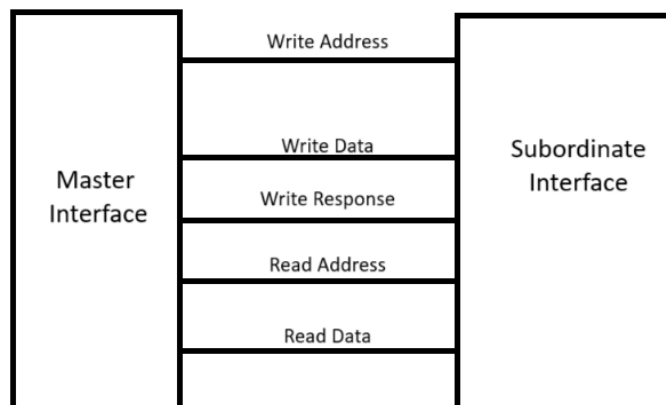 Write Address
Write Data
Subordinate
Interface
Master
Interface
Write Response
Read Address
Read Data